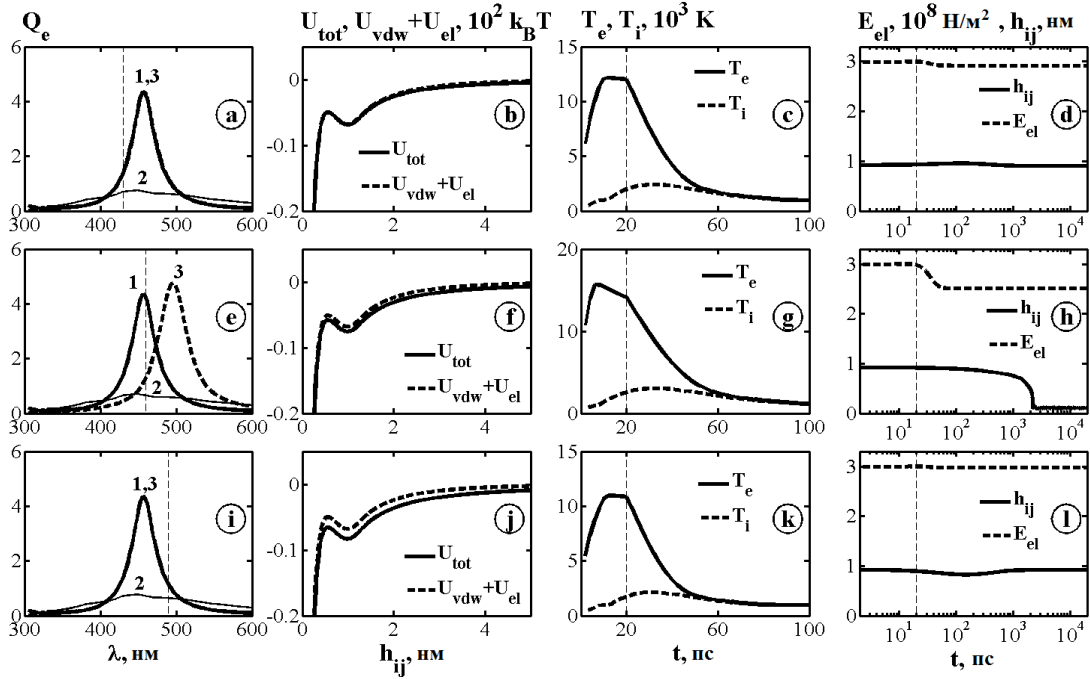 Q_e
U_tot, U_vdw+U_el, 10^2 k_BT
T_e, T_i, 10^3 K
E_el, 10^8 Н/м^2 , h_ij, нм
6
4
2
0
1,3
2
a
300 400 500 600
0
-0.1
-0.2
b
U_tot
U_vdw+U_el
0 2 4
15
10
5
0
T_e
T_i
c
20 60 100
3
2
1
0
d
h_ij
E_el
10^1 10^2 10^3 10^4
6
4
2
0
1
3
2
e
300 400 500 600
0
-0.1
-0.2
f
U_tot
U_vdw+U_el
0 2 4
20
15
10
5
0
T_e
T_i
g
20 60 100
3
2
1
0
h
h_ij
E_el
10^1 10^2 10^3 10^4
6
4
2
0
1,3
2
i
300 400 500 600
λ, нм
0
-0.1
-0.2
j
U_tot
U_vdw+U_el
0 2 4
h_ij, нм
15
10
5
0
T_e
T_i
k
20 60 100
t, пс
3
2
1
0
l
h_ij
E_el
10^1 10^2 10^3 10^4
t, пс